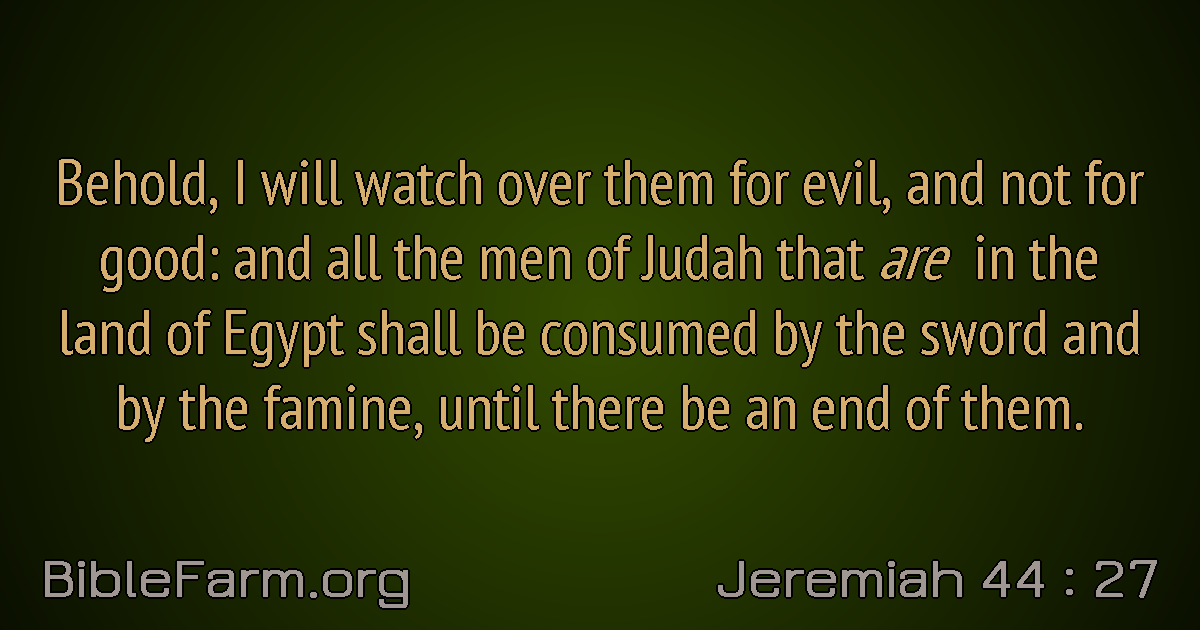 Behold, I will watch over them for evil, and not for
good: and all the men of Judah that are in the
land of Egypt shall be consumed by the sword and
by the famine, until there be an end of them.
BibleFarm.org
Jeremiah 44 : 27